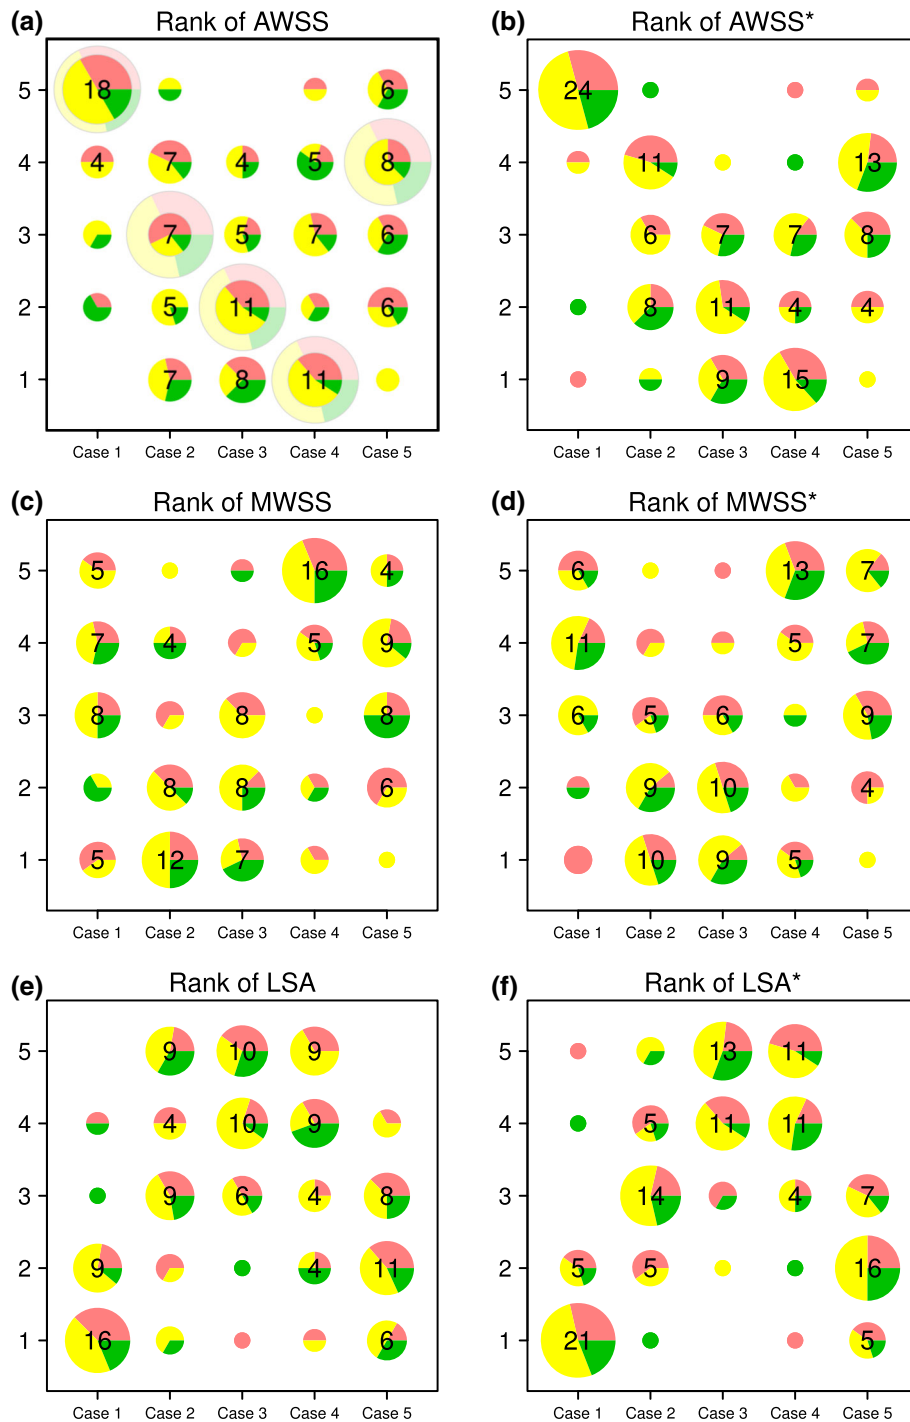 (a) Rank of AWSS
5 18 6
4 4 7 4 5 8
3 7 5 7 6
2 5 11 6
1 7 8 11
Case 1 Case 2 Case 3 Case 4 Case 5
(b) Rank of AWSS*
24
11 13
6 7 7 8
8 11 4 4
9 15
Case 1 Case 2 Case 3 Case 4 Case 5
(c) Rank of MWSS
5 5 16 4
4 7 4 5 9
3 8 8 8
2 8 8 6
1 5 12 7
Case 1 Case 2 Case 3 Case 4 Case 5
(d) Rank of MWSS*
6 13 7
11 5 7
6 5 6 9
9 10 4
10 9 5
Case 1 Case 2 Case 3 Case 4 Case 5
(e) Rank of LSA
5 9 10 9
4 4 10 9
3 9 6 4 8
2 9 4 11
1 16 6
Case 1 Case 2 Case 3 Case 4 Case 5
(f) Rank of LSA*
13 11
5 11 11
14 4 7
5 5 16
21 5
Case 1 Case 2 Case 3 Case 4 Case 5